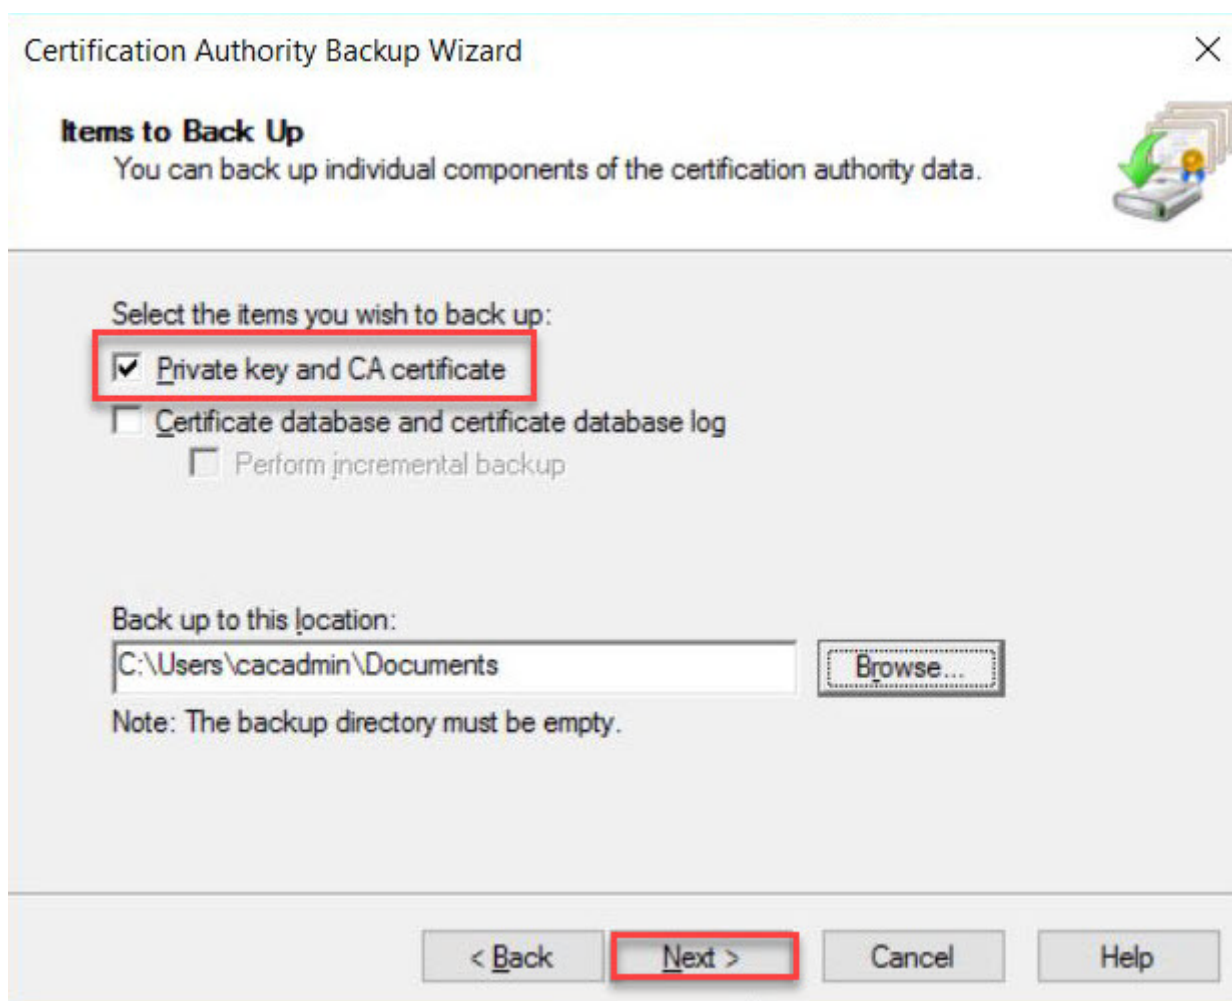 Certification Authority Backup Wizard
Items to Back Up
You can back up individual components of the certification authority data.
Select the items you wish to back up:
Private key and CA certificate
Certificate database and certificate database log
Perform incremental backup
Back up to this location:
C:\Users\cacadmin\Documents
Browse...
Note: The backup directory must be empty.
< Back
Next >
Cancel
Help